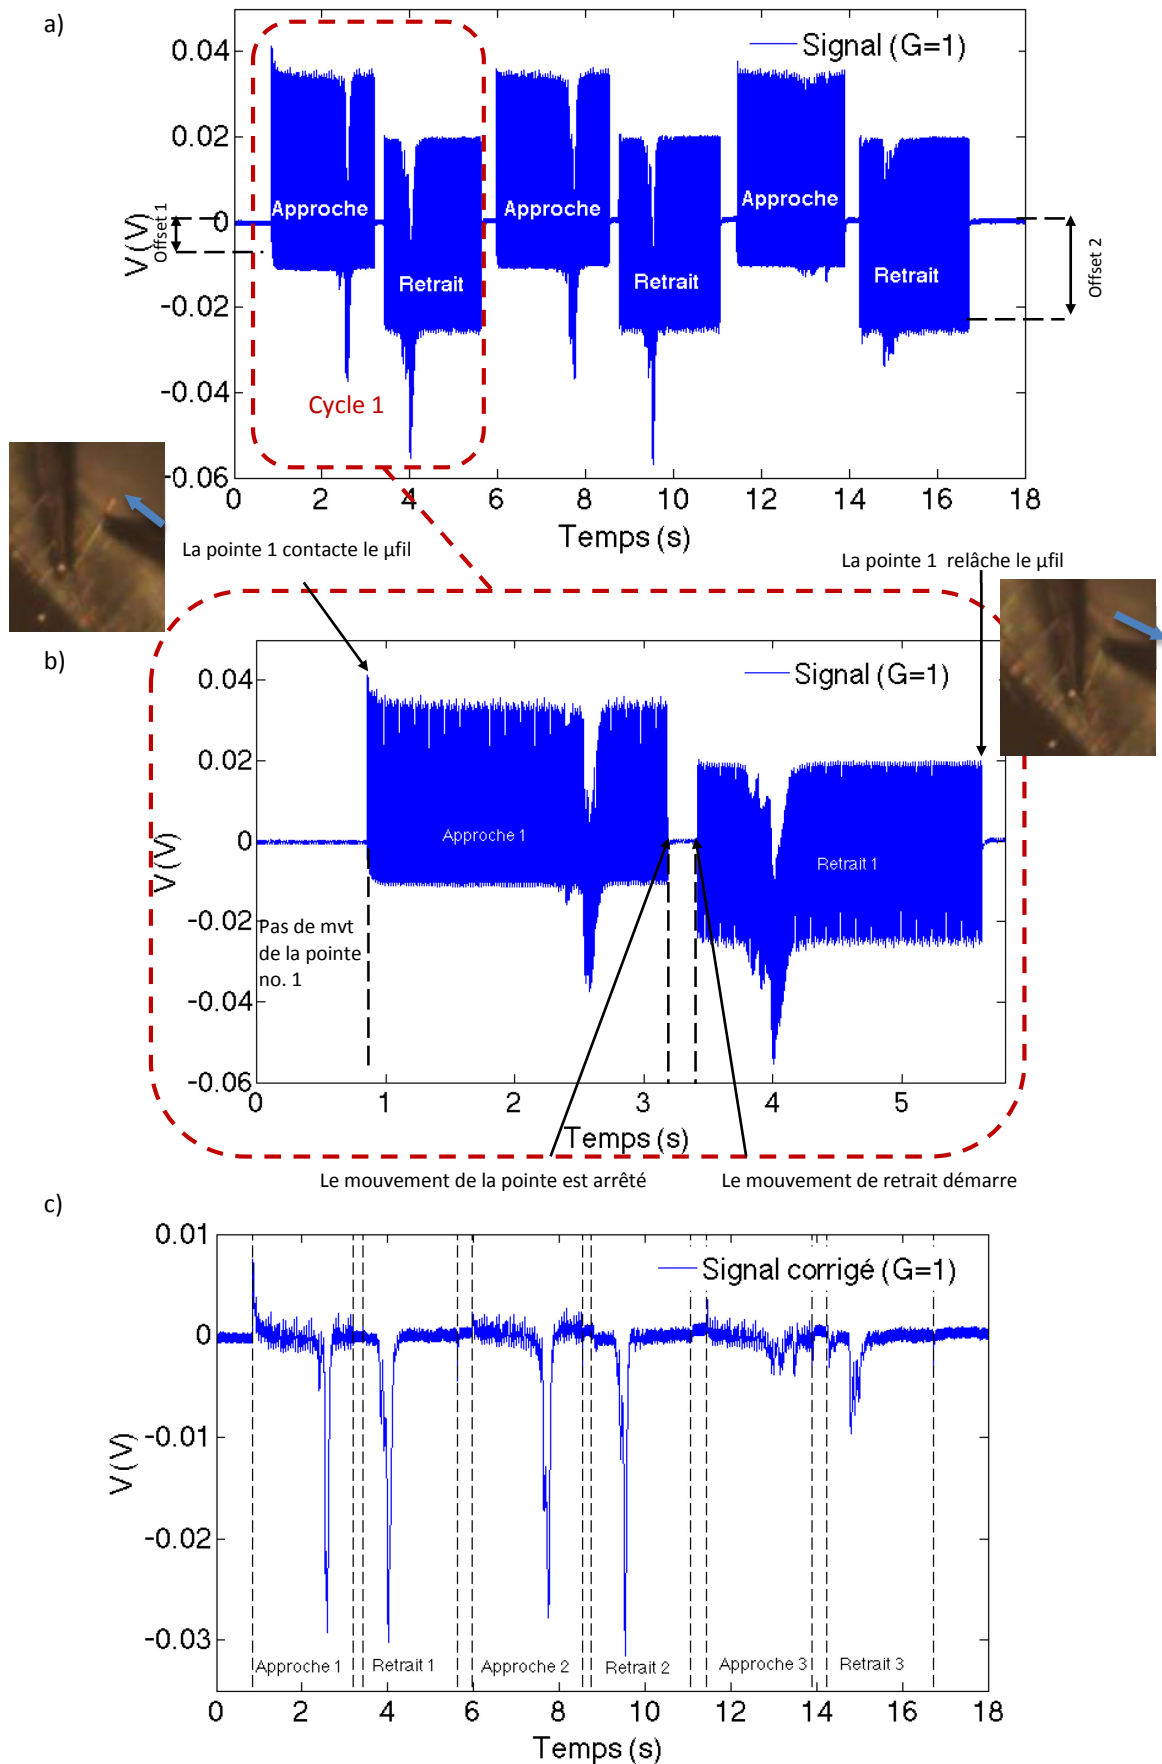 a)
0.04
0.02
0
-0.02
-0.04
-0.06
V (V)
Offset 1
Signal (G=1)
Approche
Approche
Approche
Retrait
Retrait
Retrait
Offset 2
Cycle 1
0 2 4 6 8 10 12 14 16 18
Temps (s)
La pointe 1 contacte le µfil
La pointe 1 relâche le µfil
b)
0.04
0.02
0
-0.02
-0.04
-0.06
V (V)
Signal (G=1)
Approche 1
Retrait 1
Pas de mvt
de la pointe
no. 1
0 1 2 3 4 5
Temps (s)
Le mouvement de la pointe est arrêté
Le mouvement de retrait démarre
c)
0.01
0
-0.01
-0.02
-0.03
V (V)
Signal corrigé (G=1)
Approche 1
Retrait 1
Approche 2
Retrait 2
Approche 3
Retrait 3
0 2 4 6 8 10 12 14 16 18
Temps (s)